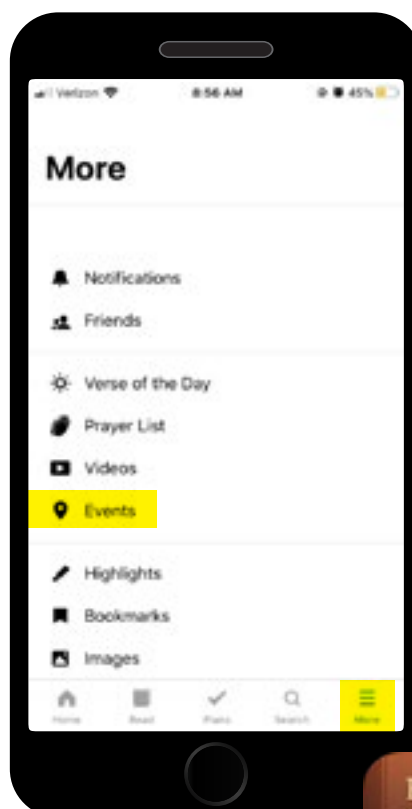 Verizon 8:56 AM 45%
More
Notifications
Friends
Verse of the Day
Prayer List
Videos
Events
Highlights
Bookmarks
Images
Home Read Plans Search More